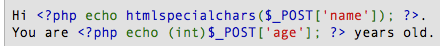 Hi <?php echo htmlspecialchars($_POST['name']); ?>.
You are <?php echo (int)$_POST['age']; ?> years old.